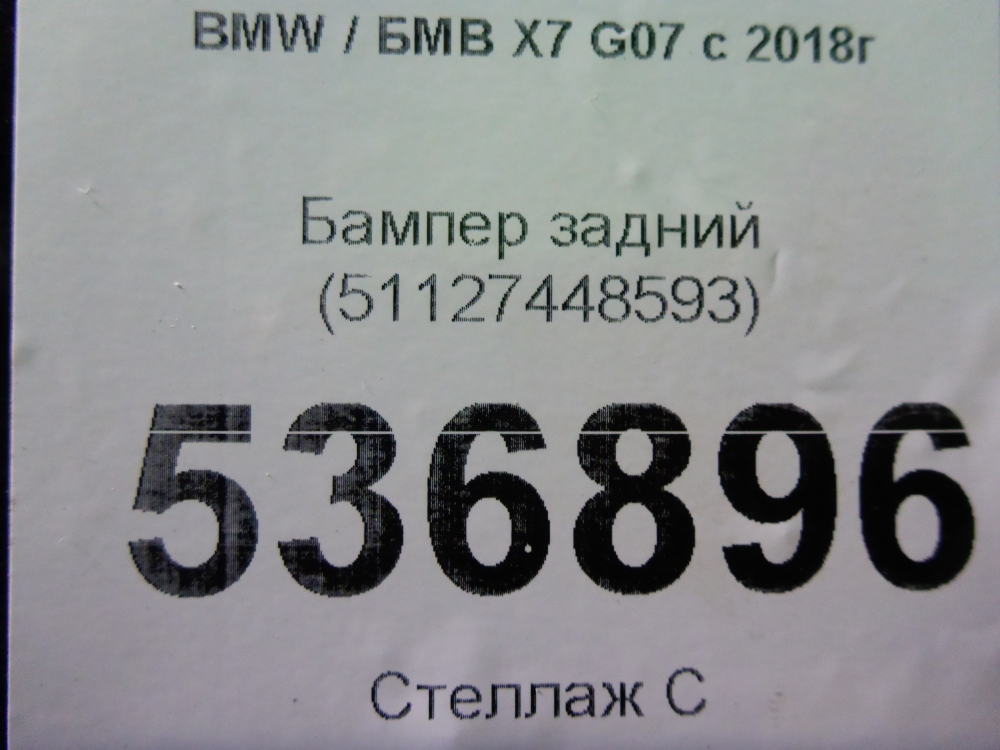 BMW / БМВ X7 G07 с 2018г
Бампер задний
(51127448593)
536896
Стеллаж С